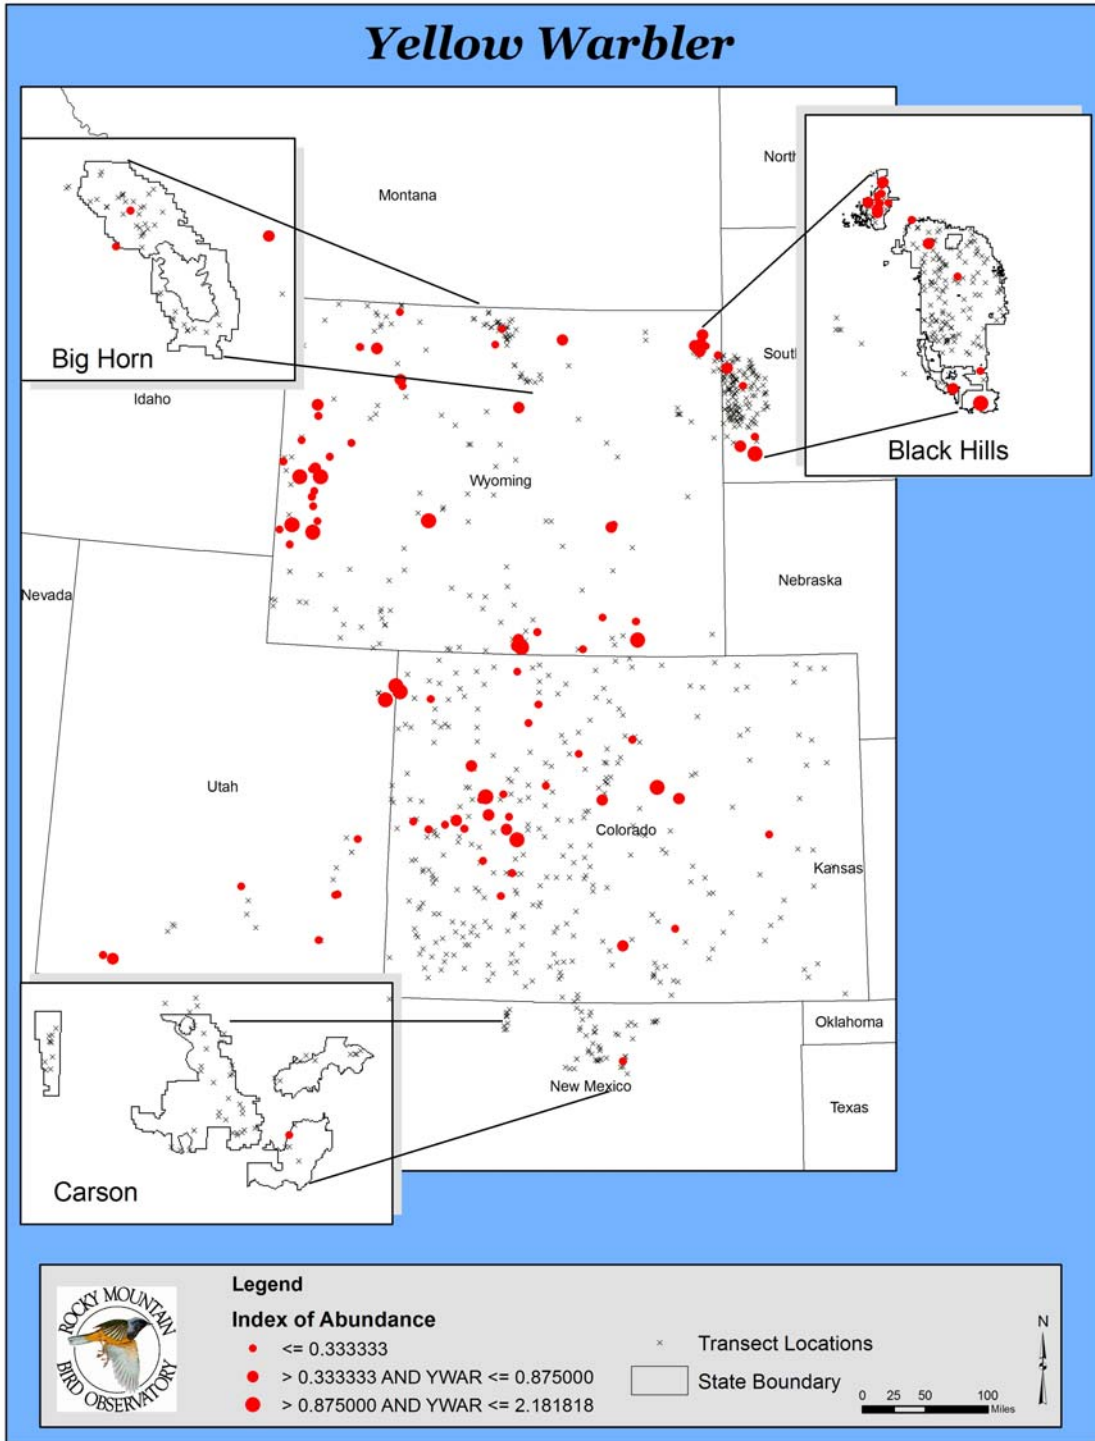 Yellow Warbler
Montana
North
Big Horn
Idaho
South
Black Hills
Wyoming
Nevada
Nebraska
Utah
Colorado
Kansas
Oklahoma
New Mexico
Texas
Carson
Legend
Index of Abundance
<= 0.333333
> 0.333333 AND YWAR <= 0.875000
> 0.875000 AND YWAR <= 2.181818
Transect Locations
State Boundary
ROCKY MOUNTAIN
BIRD OBSERVATORY
N
0 25 50 100
Miles